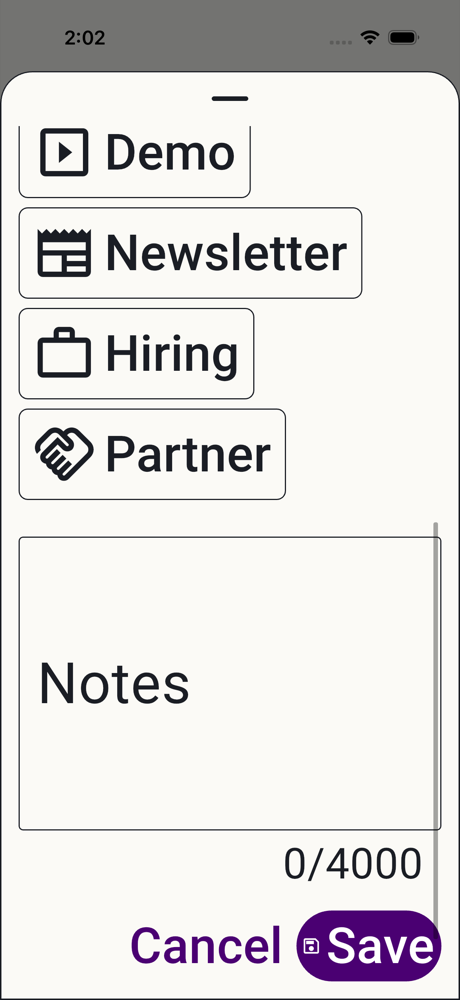 2:02
Demo
Newsletter
Hiring
Partner
Notes
0/4000
Cancel Save